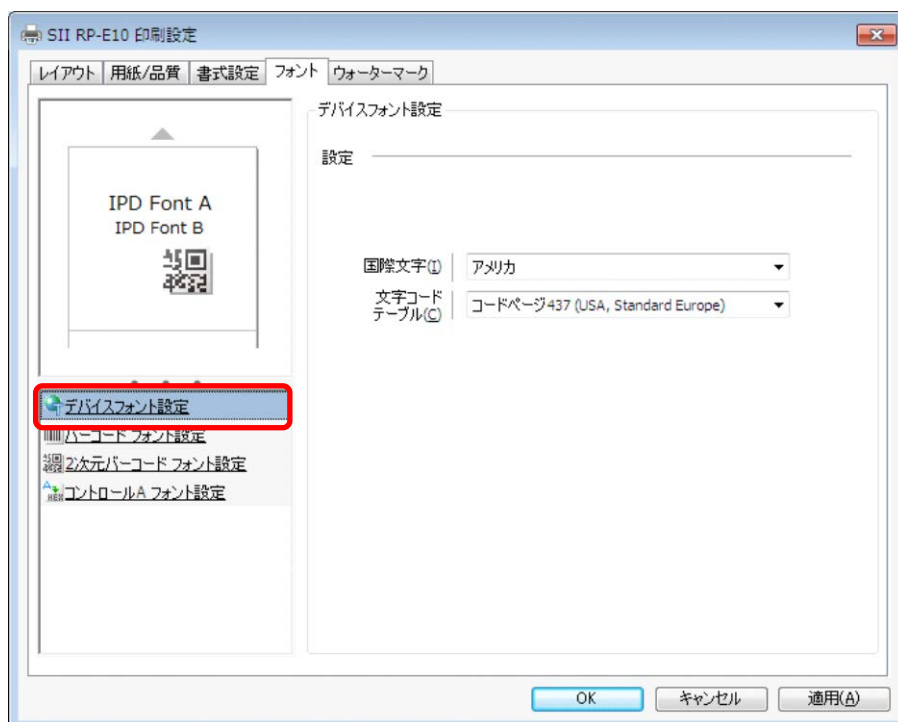 SII RP-E10 印刷設定
レイアウト 用紙/品質 書式設定 フォント ウォーターマーク
デバイスフォント設定
設定
IPD Font A
IPD Font B
国際文字(I) アメリカ
文字コード
テーブル(C) コードページ437 (USA, Standard Europe)
デバイスフォント設定
バーコード フォント設定
2次元バーコード フォント設定
コントロールA フォント設定
OK キャンセル 適用(A)